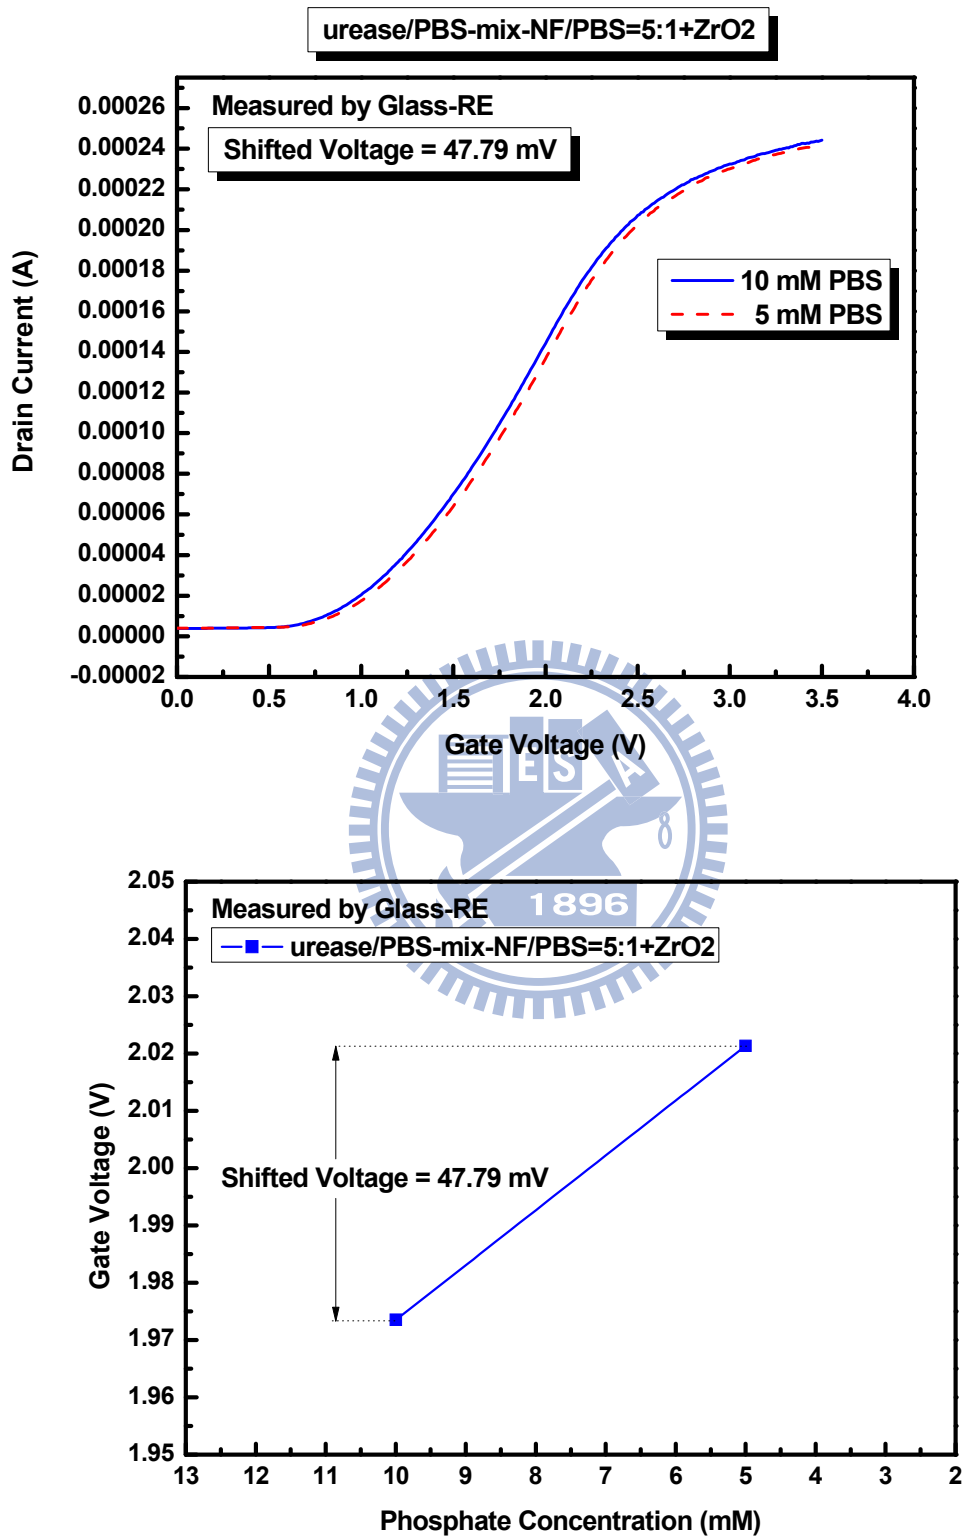 urease/PBS-mix-NF/PBS=5:1+ZrO2
Measured by Glass-RE
Shifted Voltage = 47.79 mV
10 mM PBS
5 mM PBS
Drain Current (A)
0.00026
0.00024
0.00022
0.00020
0.00018
0.00016
0.00014
0.00012
0.00010
0.00008
0.00006
0.00004
0.00002
0.00000
-0.00002
0.0 0.5 1.0 1.5 2.0 2.5 3.0 3.5 4.0
Gate Voltage (V)
E S A
1896
Measured by Glass-RE
urease/PBS-mix-NF/PBS=5:1+ZrO2
Shifted Voltage = 47.79 mV
Gate Voltage (V)
2.05
2.04
2.03
2.02
2.01
2.00
1.99
1.98
1.97
1.96
1.95
13 12 11 10 9 8 7 6 5 4 3 2
Phosphate Concentration (mM)